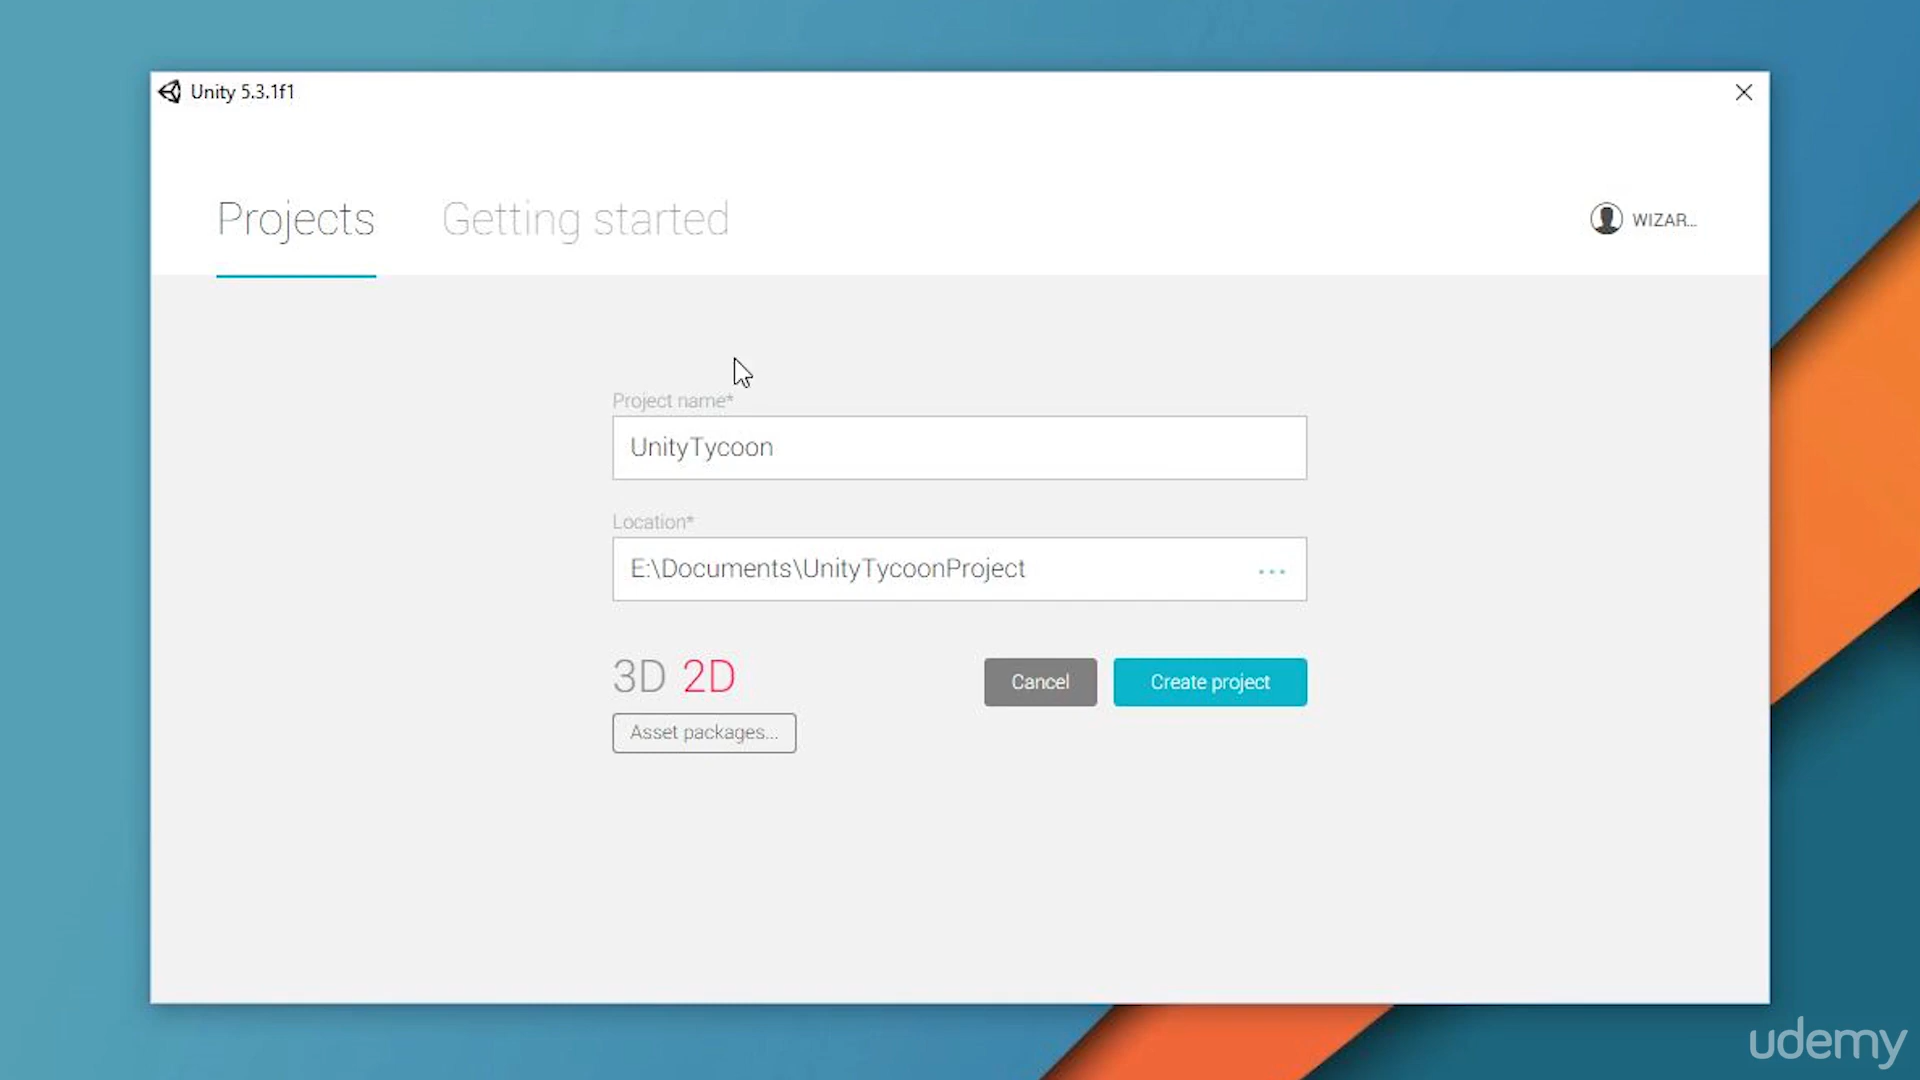 Unity 5.3.1f1
Projects
Getting started
WIZAR...
Project name*
UnityTycoon
Location*
E:\Documents\UnityTycoonProject
...
3D 2D
Cancel
Create project
Asset packages...
udemy